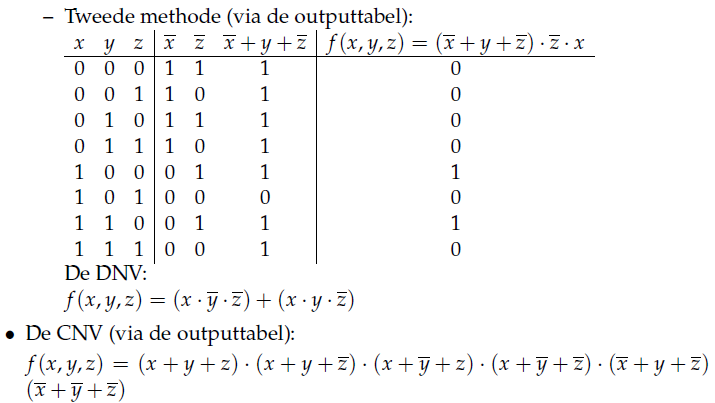 – Tweede methode (via de outputtabel):
x y z x̅ z̅ x̅ + y + z̅ f(x, y, z) = (x̅ + y + z̅) · z̅ · x
0 0 0 1 1 1 0
0 0 1 1 0 1 0
0 1 0 1 1 1 0
0 1 1 1 0 1 0
1 0 0 0 1 1 1
1 0 1 0 0 0 0
1 1 0 0 1 1 1
1 1 1 0 0 1 0
De DNV:
f(x, y, z) = (x · y̅ · z̅) + (x · y · z̅)
• De CNV (via de outputtabel):
f(x, y, z) = (x + y + z) · (x + y + z̅) · (x + y̅ + z) · (x + y̅ + z̅) · (x̅ + y + z̅)
(x̅ + y̅ + z̅)